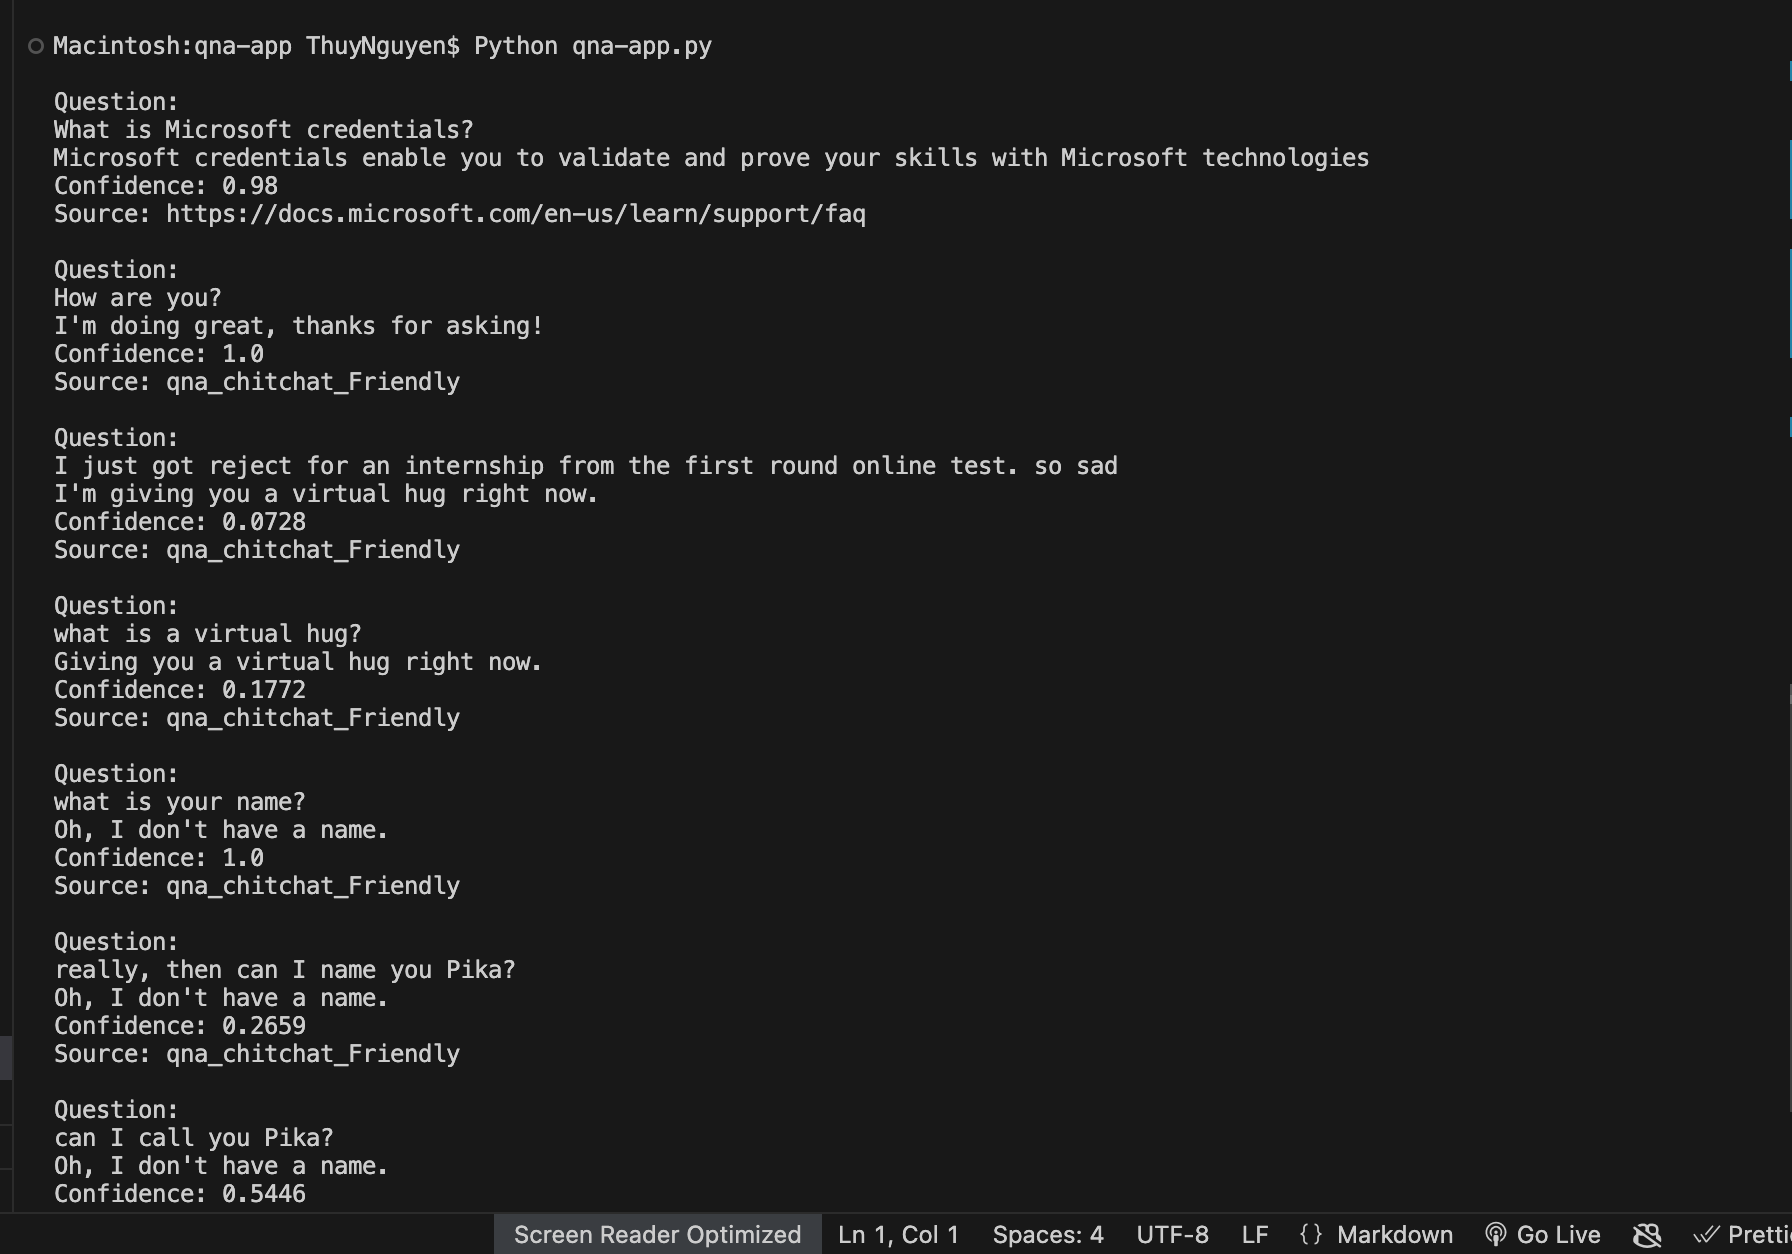 Macintosh:qna-app ThuyNguyen$ Python qna-app.py
Question:
What is Microsoft credentials?
Microsoft credentials enable you to validate and prove your skills with Microsoft technologies
Confidence: 0.98
Source: https://docs.microsoft.com/en-us/learn/support/faq
Question:
How are you?
I'm doing great, thanks for asking!
Confidence: 1.0
Source: qna_chitchat_Friendly
Question:
I just got reject for an internship from the first round online test. so sad
I'm giving you a virtual hug right now.
Confidence: 0.0728
Source: qna_chitchat_Friendly
Question:
what is a virtual hug?
Giving you a virtual hug right now.
Confidence: 0.1772
Source: qna_chitchat_Friendly
Question:
what is your name?
Oh, I don't have a name.
Confidence: 1.0
Source: qna_chitchat_Friendly
Question:
really, then can I name you Pika?
Oh, I don't have a name.
Confidence: 0.2659
Source: qna_chitchat_Friendly
Question:
can I call you Pika?
Oh, I don't have a name.
Confidence: 0.5446
Screen Reader Optimized Ln 1, Col 1 Spaces: 4 UTF-8 LF {} Markdown Go Live Pretti